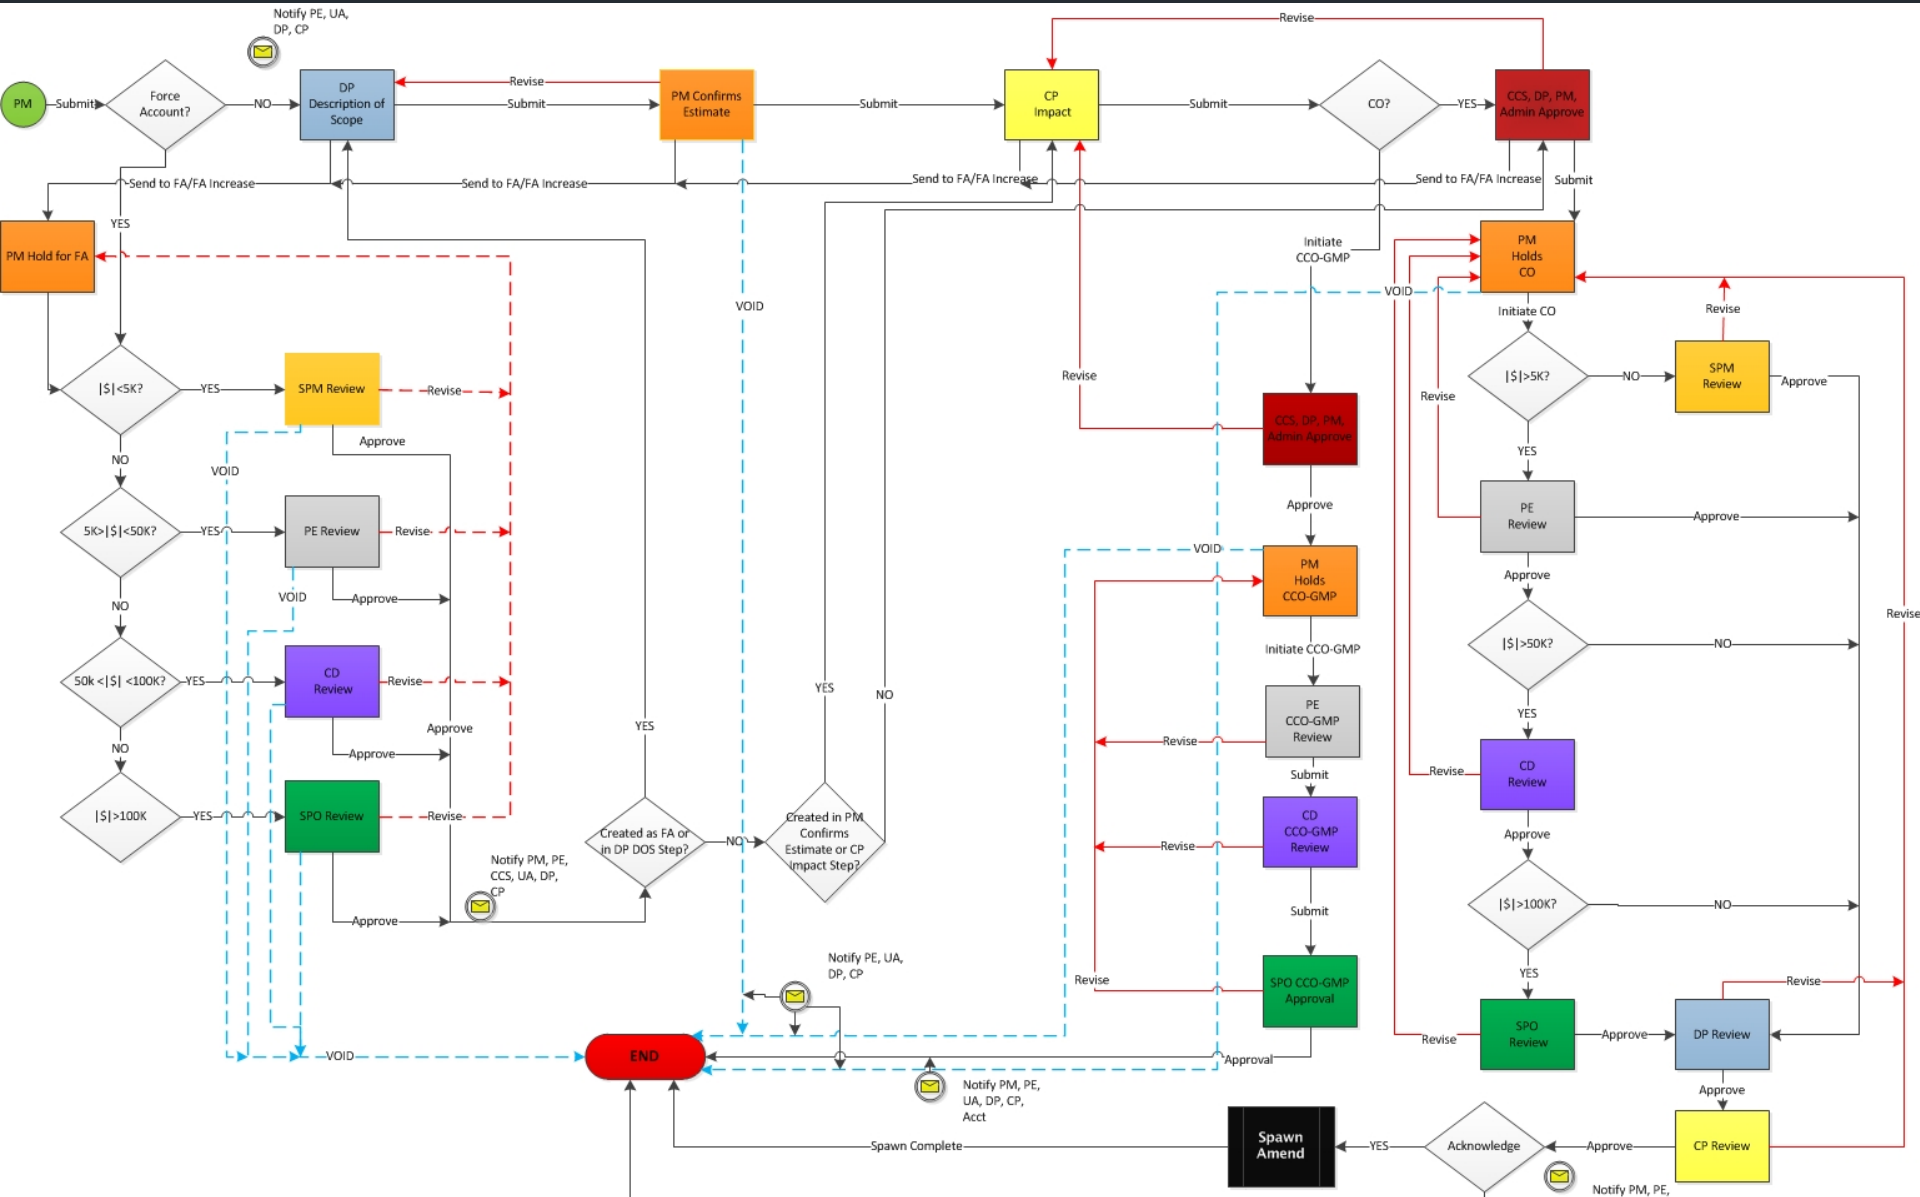 Notify PE, UA,
DP, CP
Revise
PM
Submit
Force
Account?
NO
DP
Description of
Scope
Revise
Submit
PM Confirms
Estimate
Submit
CP
Impact
Submit
CO?
YES
CCS, DP, PM,
Admin Approve
Send to FA/FA Increase
Send to FA/FA Increase
Send to FA/FA Increase
Send to FA/FA Increase
Submit
YES
PM Hold for FA
Initiate
CCO-GMP
PM
Holds
CO
VOID
VOID
Initiate CO
Revise
|$|<5K?
YES
SPM Review
Revise
Revise
|$|>5K?
NO
SPM
Review
Approve
Revise
Approve
CCS, DP, PM,
Admin Approve
NO
VOID
YES
Approve
5K>|$|<50K?
YES
PE Review
Revise
PE
Review
Approve
VOID
PM
Holds
CCO-GMP
Approve
VOID
Approve
NO
Revise
Initiate CCO-GMP
|$|>50K?
NO
50k <|$| <100K?
YES
CD
Review
Revise
YES
NO
PE
CCO-GMP
Review
YES
YES
Approve
Revise
NO
Approve
Submit
CD
Review
Revise
|$|>100K
YES
SPO Review
Revise
Created as FA or
in DP DOS Step?
NO
Created in PM
Confirms
Estimate or CP
Impact Step?
Revise
CD
CCO-GMP
Review
Approve
Notify PM, PE,
CCS, UA, DP,
CP
Submit
|$|>100K?
NO
Approve
Notify PE, UA,
DP, CP
Revise
SPO CCO-GMP
Approval
YES
Revise
SPO
Review
Revise
Approve
DP Review
VOID
END
Approval
Notify PM, PE,
UA, DP, CP,
Acct
Approve
Spawn Complete
Spawn
Amend
YES
Acknowledge
Approve
CP Review
Notify PM, PE,